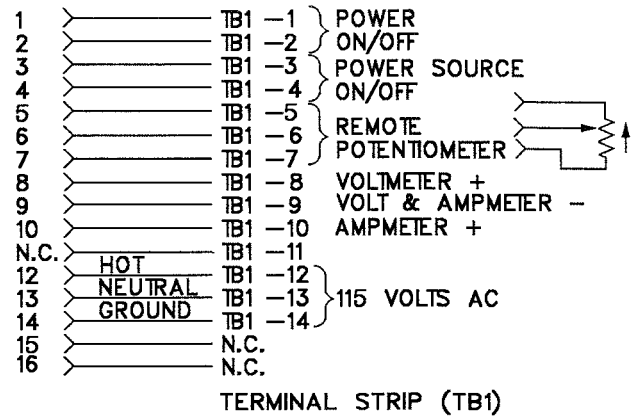 1 TB1 -1 POWER
2 TB1 -2 ON/OFF
3 TB1 -3 POWER SOURCE
4 TB1 -4 ON/OFF
5 TB1 -5
6 TB1 -6 REMOTE
7 TB1 -7 POTENTIOMETER
8 TB1 -8 VOLTMETER +
9 TB1 -9 VOLT & AMPMETER -
10 TB1 -10 AMPMETER +
N.C. TB1 -11
12 HOT TB1 -12
13 NEUTRAL TB1 -13 115 VOLTS AC
14 GROUND TB1 -14
15 N.C.
16 N.C.
TERMINAL STRIP (TB1)